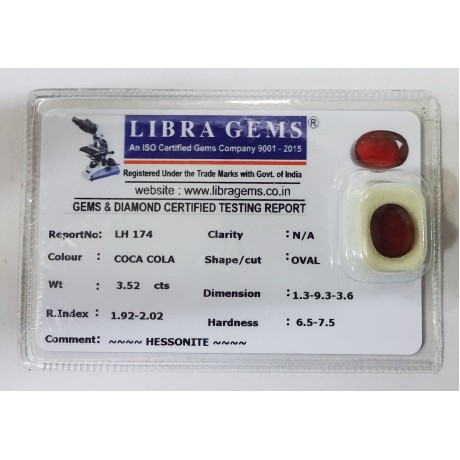 LIBRA GEMS ®
An ISO Certified Gems Company 9001 - 2015
Registered Under the Trade Marks with Govt. of India
website : www.libragems.co.in
GEMS & DIAMOND CERTIFIED TESTING REPORT
ReportNo: LH 174 Clarity : N/A
Colour : COCA COLA Shape/cut : OVAL
Wt : 3.52 cts Dimension : 1.3-9.3-3.6
R.Index : 1.92-2.02 Hardness : 6.5-7.5
Comment: ~~~~ HESSONITE ~~~~